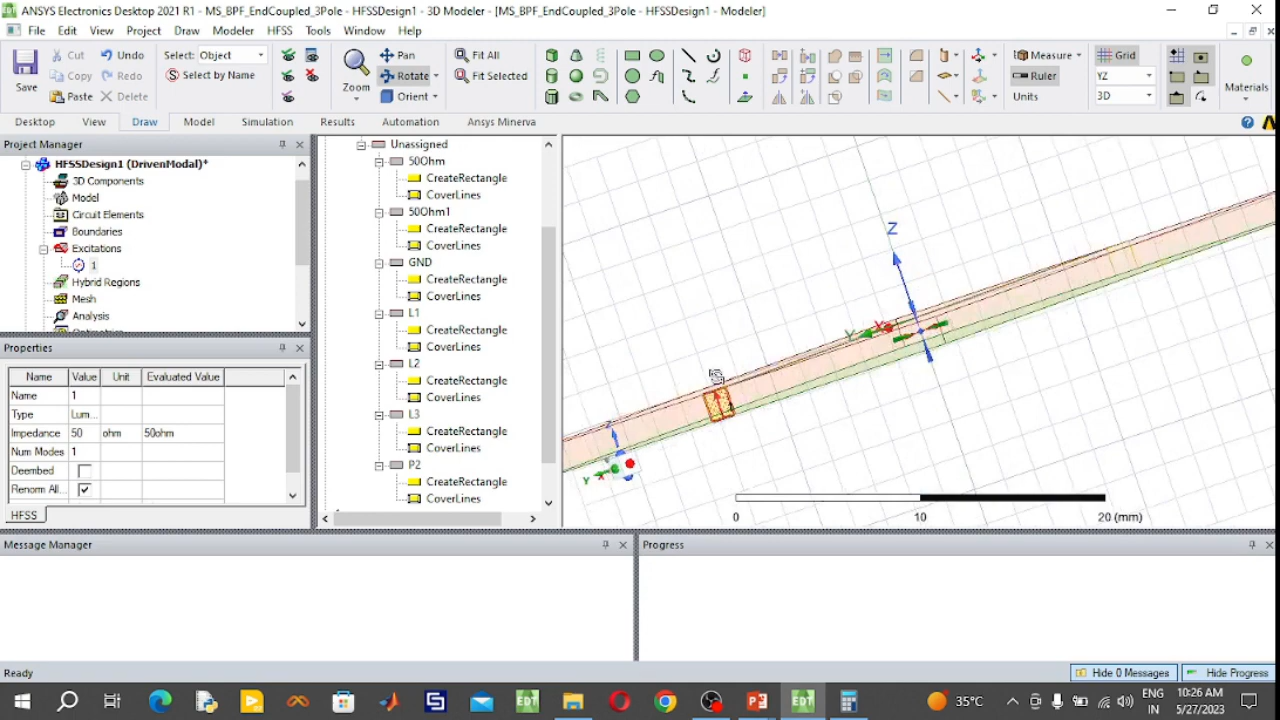 ANSYS Electronics Desktop 2021 R1 - MS_BPF_EndCoupled_3Pole - HFSSDesign1 - 3D Modeler - [MS_BPF_EndCoupled_3Pole - HFSSDesign1 - Modeler]
File Edit View Project Draw Modeler HFSS Tools Window Help
Save
Cut Undo
Copy Redo
Paste Delete
Select: Object
Select by Name
Zoom
Pan
Rotate
Orient
Fit All
Fit Selected
Measure
Ruler
Units
Grid
YZ
3D
Materials
Desktop View Draw Model Simulation Results Automation Ansys Minerva
Project Manager
HFSSDesign1 (DrivenModal)*
3D Components
Model
Circuit Elements
Boundaries
Excitations
1
Hybrid Regions
Mesh
Analysis
Properties
Name Value Unit Evaluated Value
Name 1
Type Lum...
Impedance 50 ohm 50ohm
Num Modes 1
Deembed
Renorm All...
HFSS
Unassigned
50Ohm
CreateRectangle
CoverLines
50Ohm1
CreateRectangle
CoverLines
GND
CreateRectangle
CoverLines
L1
CreateRectangle
CoverLines
L2
CreateRectangle
CoverLines
L3
CreateRectangle
CoverLines
P2
CreateRectangle
CoverLines
Z
Y X
Z
Y X
0 10 20 (mm)
Message Manager
Progress
Ready
Hide 0 Messages Hide Progress
EDT
EDT
35°C
ENG
IN
10:26 AM
5/27/2023